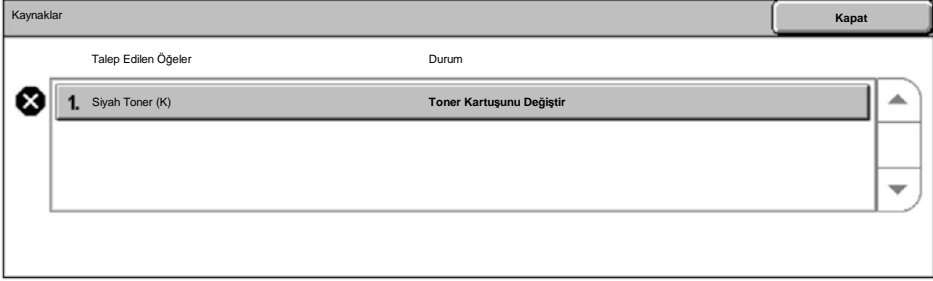 Kaynaklar
Kapat
Talep Edilen Öğeler Durum
1. Siyah Toner (K) Toner Kartuşunu Değiştir